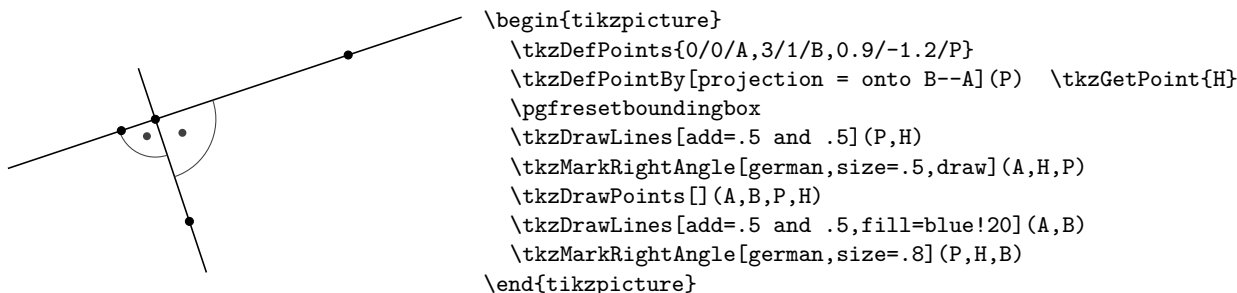 \begin{tikzpicture}
\tkzDefPoints{0/0/A,3/1/B,0.9/-1.2/P}
\tkzDefPointBy[projection = onto B--A](P)  \tkzGetPoint{H}
\pgfresetboundingbox
\tkzDrawLines[add=.5 and .5](P,H)
\tkzMarkRightAngle[german,size=.5,draw](A,H,P)
\tkzDrawPoints[](A,B,P,H)
\tkzDrawLines[add=.5 and .5,fill=blue!20](A,B)
\tkzMarkRightAngle[german,size=.8](P,H,B)
\end{tikzpicture}